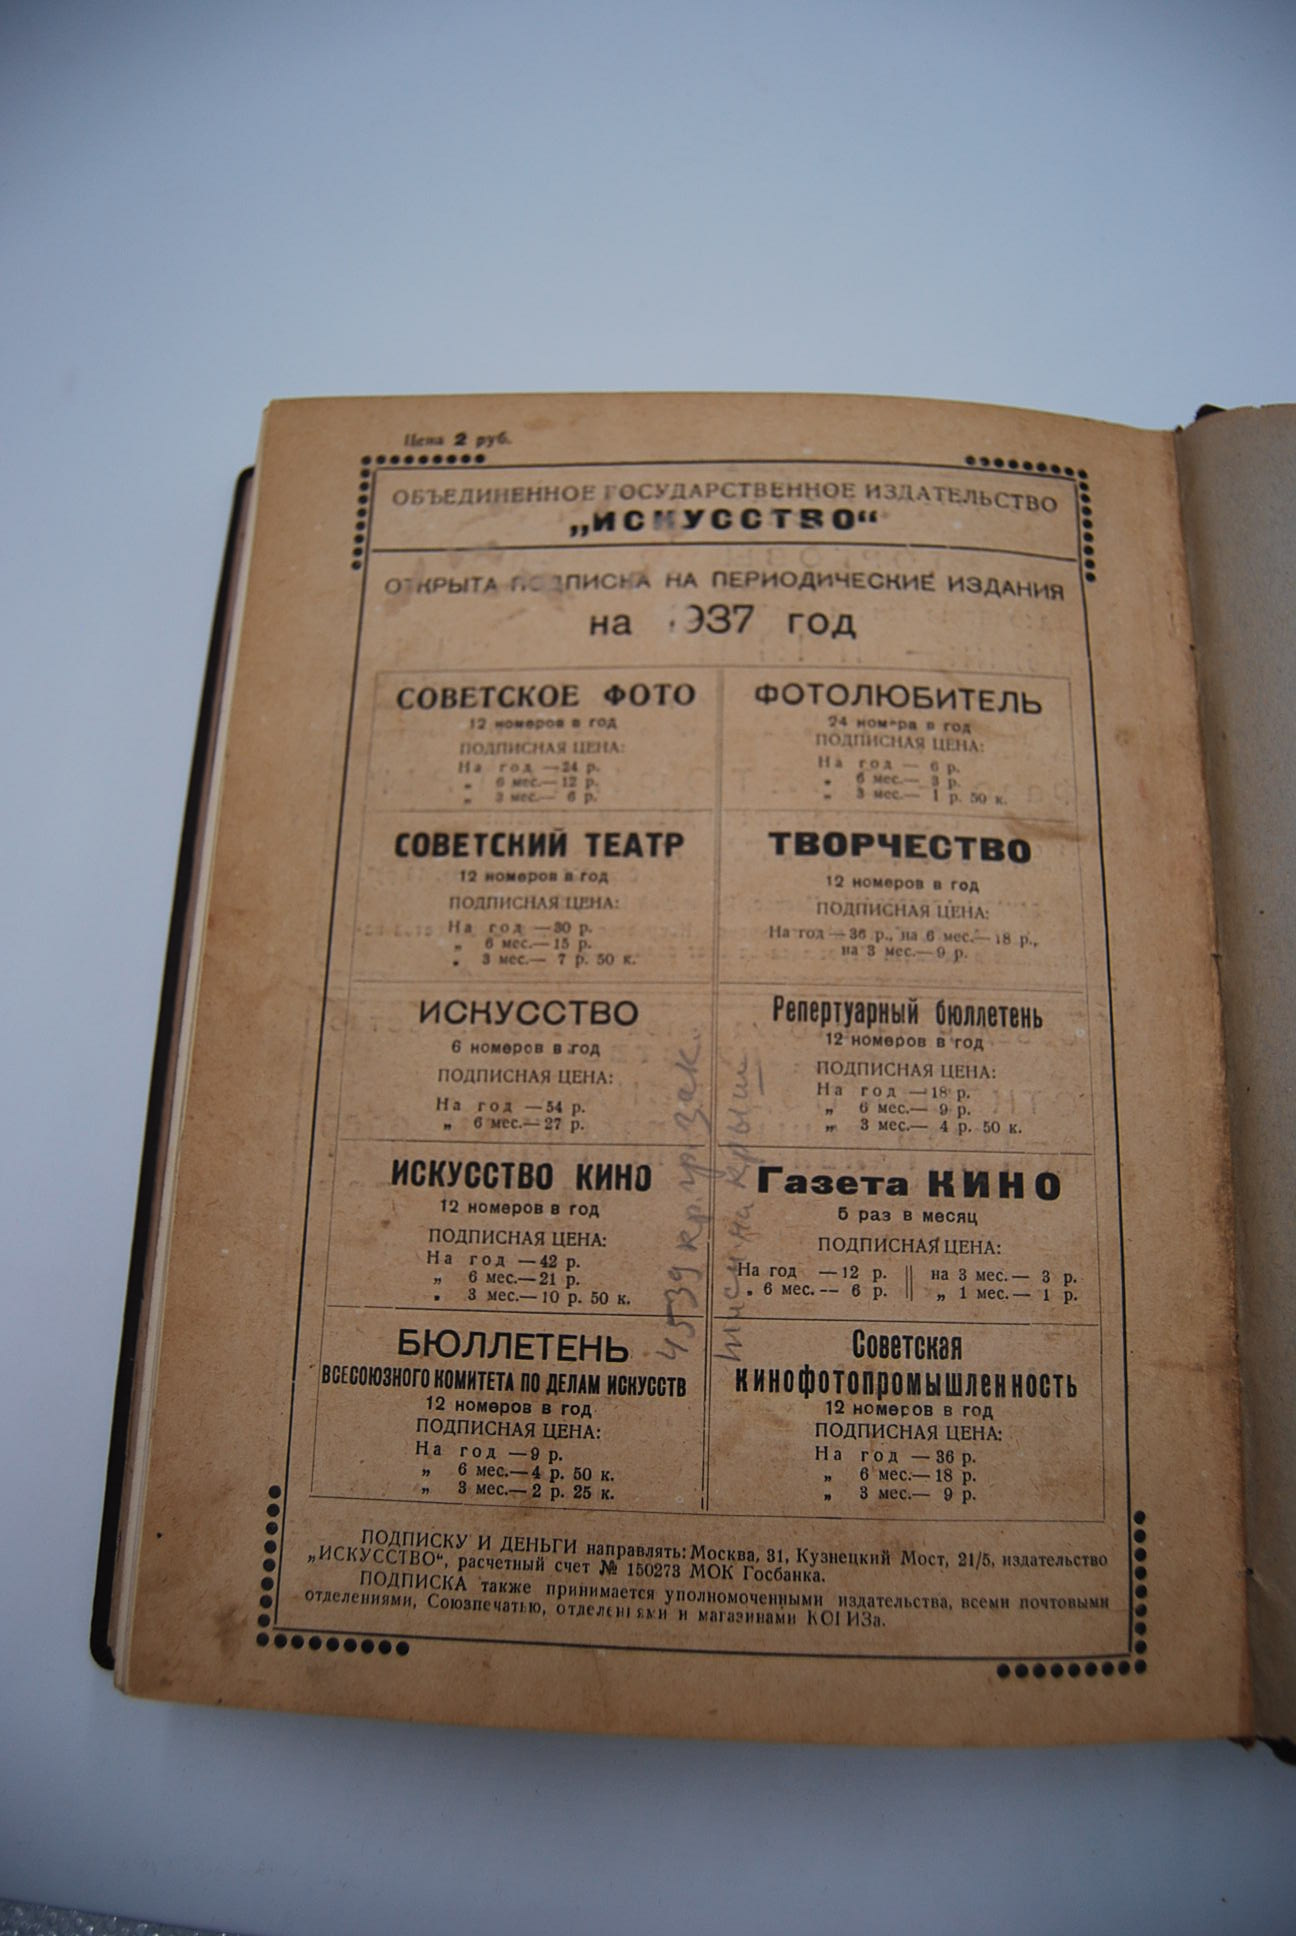 Цена 2 руб.
ОБЪЕДИНЕННОЕ ГОСУДАРСТВЕННОЕ ИЗДАТЕЛЬСТВО
„ИСКУССТВО“
ОТКРЫТА ПОДПИСКА НА ПЕРИОДИЧЕСКИЕ ИЗДАНИЯ
на 1937 год
СОВЕТСКОЕ ФОТО
12 номеров в год
ПОДПИСНАЯ ЦЕНА:
На год —24 р.
„ 6 мес.— 12 р.
„ 3 мес.— 6 р.
ФОТОЛЮБИТЕЛЬ
24 номера в год
ПОДПИСНАЯ ЦЕНА:
На год — 6 р.
„ 6 мес.— 3 р.
„ 3 мес.— 1 р. 50 к.
СОВЕТСКИЙ ТЕАТР
12 номеров в год
ПОДПИСНАЯ ЦЕНА:
На год —30 р.
„ 6 мес.—15 р.
„ 3 мес.— 7 р. 50 к.
ТВОРЧЕСТВО
12 номеров в год
ПОДПИСНАЯ ЦЕНА:
На год —36 р., на 6 мес.—18 р.,
на 3 мес.—9 р.
ИСКУССТВО
6 номеров в год
ПОДПИСНАЯ ЦЕНА:
На год —54 р.
„ 6 мес.—27 р.
Репертуарный бюллетень
12 номеров в год
ПОДПИСНАЯ ЦЕНА:
На год —18 р.
„ 6 мес.— 9 р.
„ 3 мес.— 4 р. 50 к.
ИСКУССТВО КИНО
12 номеров в год
ПОДПИСНАЯ ЦЕНА:
На год —42 р.
„ 6 мес.—21 р.
„ 3 мес.—10 р. 50 к.
Газета КИНО
5 раз в месяц
ПОДПИСНАЯ ЦЕНА:
На год —12 р. || на 3 мес.— 3 р.
„ 6 мес.-- 6 р. || „ 1 мес.— 1 р.
БЮЛЛЕТЕНЬ
ВСЕСОЮЗНОГО КОМИТЕТА ПО ДЕЛАМ ИСКУССТВ
12 номеров в год
ПОДПИСНАЯ ЦЕНА:
На год —9 р.
„ 6 мес.—4 р. 50 к.
„ 3 мес.—2 р. 25 к.
Советская
кинофотопромышленность
12 номеров в год
ПОДПИСНАЯ ЦЕНА:
На год —36 р.
„ 6 мес.—18 р.
„ 3 мес.— 9 р.
4539
ПОДПИСКУ И ДЕНЬГИ направлять: Москва, 31, Кузнецкий Мост, 21/5, издательство
„ИСКУССТВО“, расчетный счет № 150273 МОК Госбанка.
ПОДПИСКА также принимается уполномоченными издательства, всеми почтовыми
отделениями, Союзпечатью, отделениями и магазинами КОГИЗа.